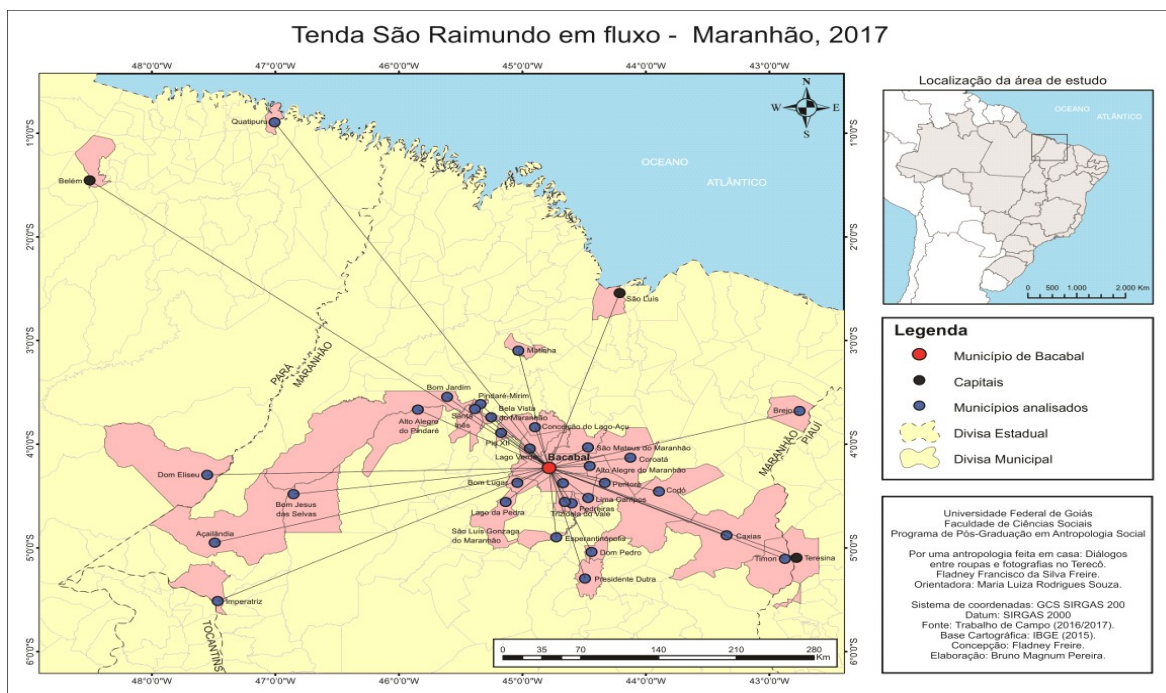 Tenda São Raimundo em fluxo - Maranhão, 2017
48°0'0"O 47°0'0"O 46°0'0"O 45°0'0"O 44°0'0"O 43°0'0"O
1°0'0"S
2°0'0"S
3°0'0"S
4°0'0"S
5°0'0"S
6°0'0"S
Quatipuru
Belém
N
W E
S
OCEANO
ATLÂNTICO
São Luís
Matinha
PARÁ
MARANHÃO
Bom Jardim
Pindaré-Mirim
Santa
Inês
Bela Vista
do Maranhão
Alto Alegre
do Pindaré
Conceição do Lago-Açu
Pio XII
Brejo
MARANHÃO
PIAUÍ
São Mateus do Maranhão
Lago Verde
Coroatá
Bacabal
Alto Alegre do Maranhão
Dom Eliseu
Bom Lugar
Peritoró
Codó
Bom Jesus
das Selvas
Lima Campos
Pedreiras
Lago da Pedra
Trizidela do Vale
Açailândia
São Luís Gonzaga
do Maranhão
Esperantinópolis
Caxias
Dom Pedro
Timon
Teresina
Presidente Dutra
Imperatriz
TOCANTINS
0 35 70 140 210 280
Km
48°0'0"O 47°0'0"O 46°0'0"O 45°0'0"O 44°0'0"O 43°0'0"O
Localização da área de estudo
OCEANO
ATLÂNTICO
0 500 1.000 2.000 Km
Legenda
Município de Bacabal
Capitais
Municípios analisados
Divisa Estadual
Divisa Municipal
Universidade Federal de Goiás
Faculdade de Ciências Sociais
Programa de Pós-Graduação em Antropologia Social
Por uma antropologia feita em casa: Diálogos
entre roupas e fotografias no Terecô.
Fladney Francisco da Silva Freire.
Orientadora: Maria Luiza Rodrigues Souza.
Sistema de coordenadas: GCS SIRGAS 200
Datum: SIRGAS 2000
Fonte: Trabalho de Campo (2016/2017).
Base Cartográfica: IBGE (2015).
Concepção: Fladney Freire.
Elaboração: Bruno Magnum Pereira.